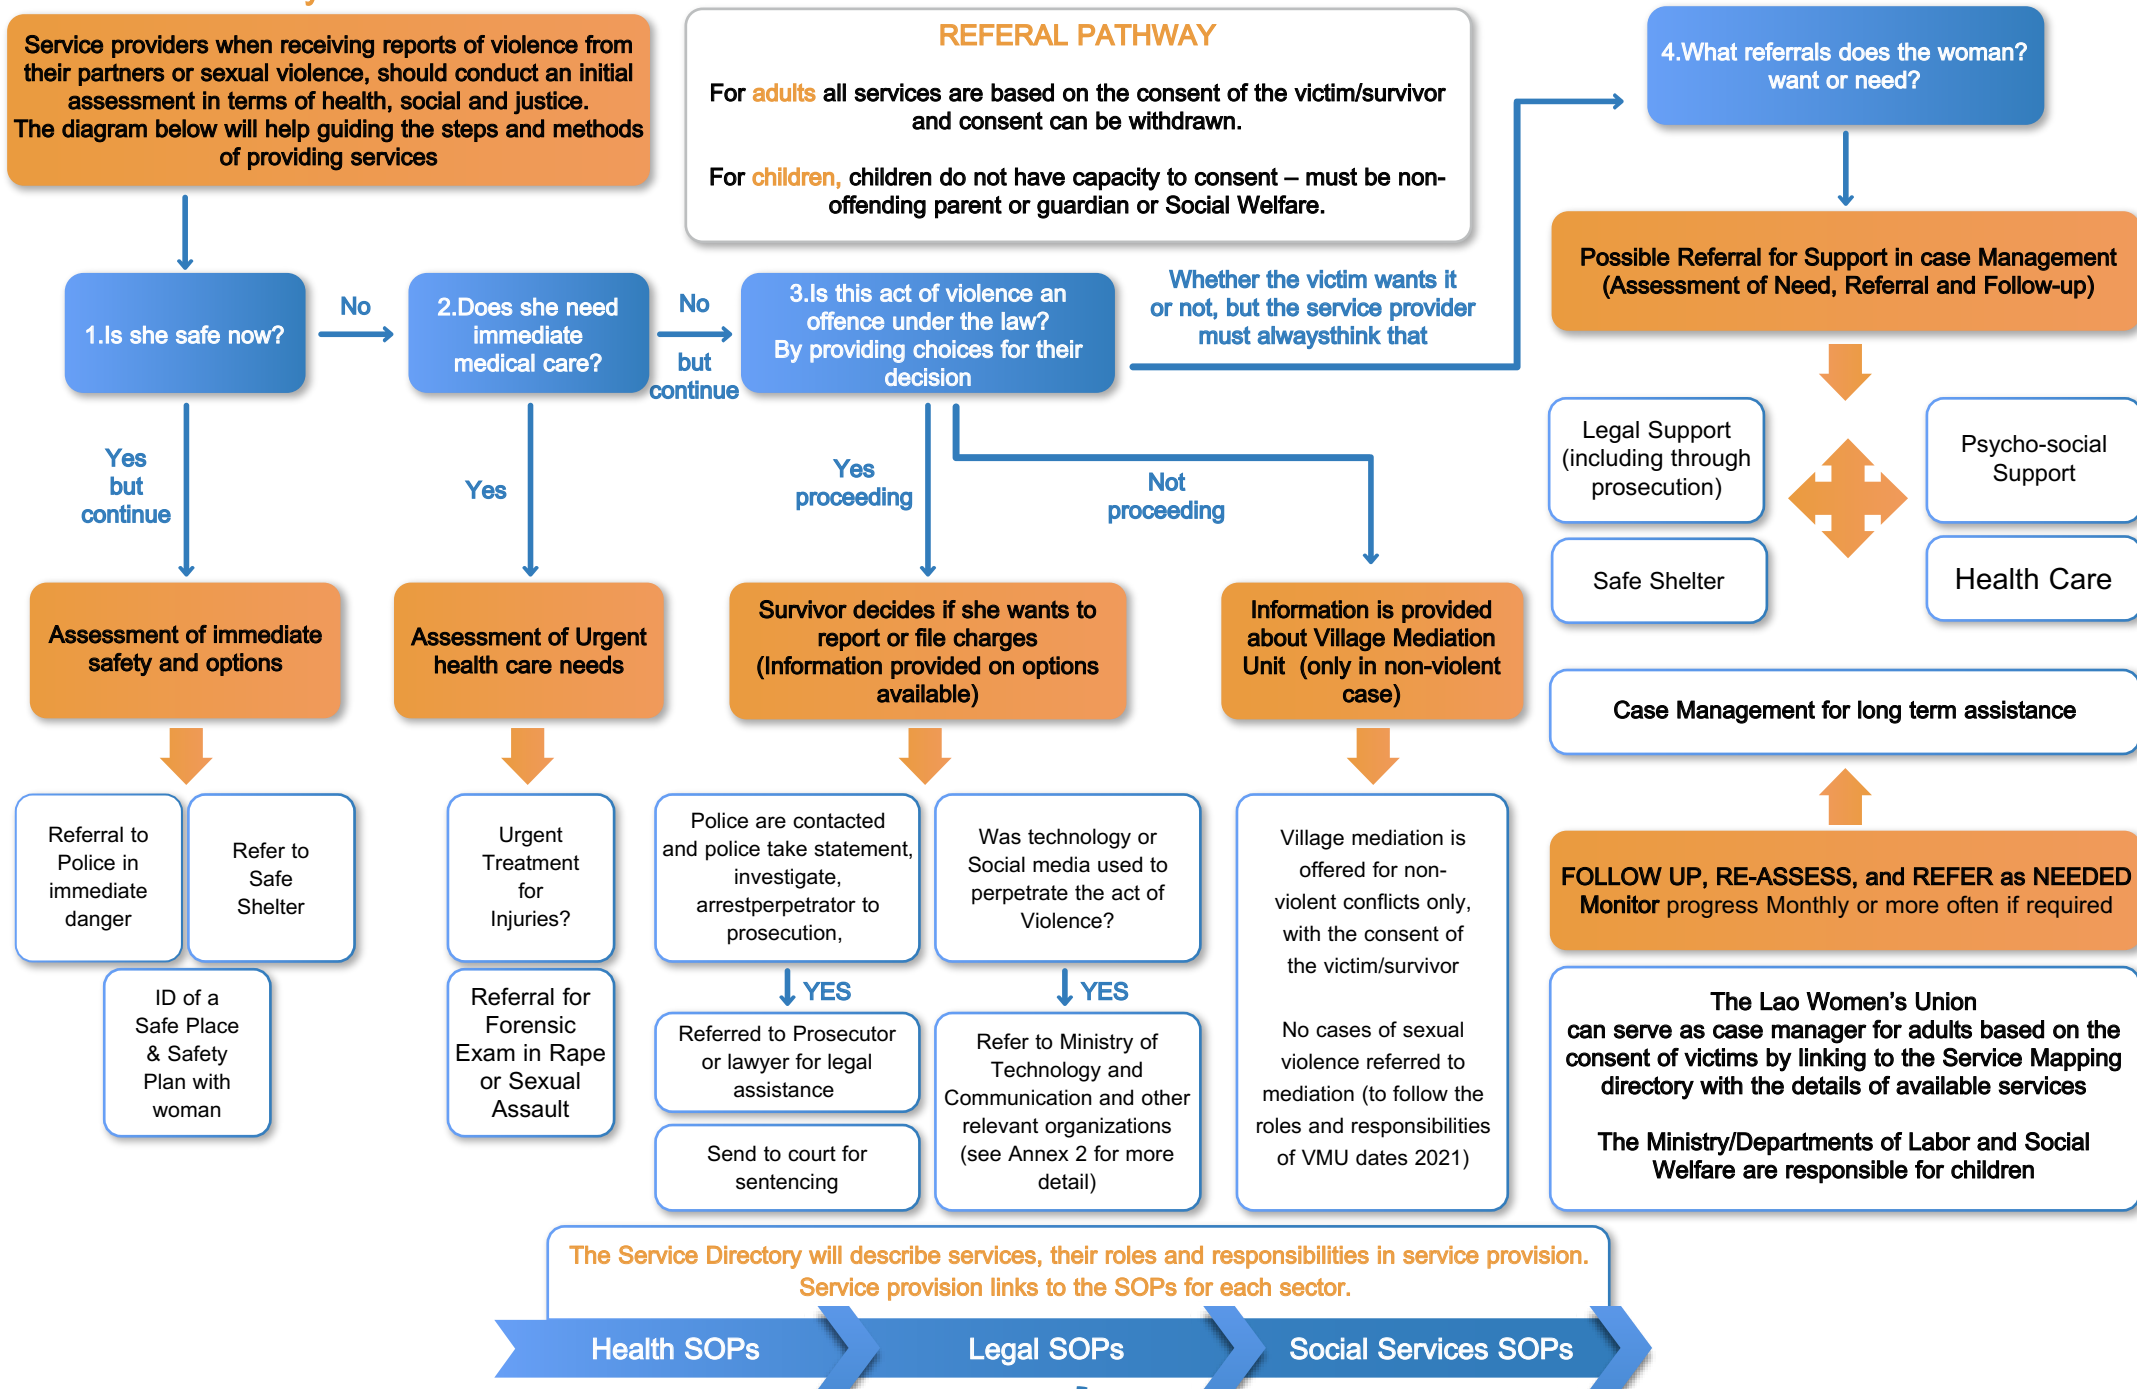 Service providers when receiving reports of violence from
their partners or sexual violence, should conduct an initial
assessment in terms of health, social and justice.
The diagram below will help guiding the steps and methods
of providing services
REFERAL PATHWAY
For adults all services are based on the consent of the victim/survivor
and consent can be withdrawn.
For children, children do not have capacity to consent – must be non-
offending parent or guardian or Social Welfare.
4.What referrals does the woman?
want or need?
1.Is she safe now?
No
2.Does she need
immediate
medical care?
No
but
continue
3.Is this act of violence an
offence under the law?
By providing choices for their
decision
Whether the victim wants it
or not, but the service provider
must alwaysthink that
Possible Referral for Support in case Management
(Assessment of Need, Referral and Follow-up)
Yes
but
continue
Yes
Yes
proceeding
Not
proceeding
Legal Support
(including through
prosecution)
Psycho-social
Support
Safe Shelter
Health Care
Assessment of immediate
safety and options
Assessment of Urgent
health care needs
Survivor decides if she wants to
report or file charges
(Information provided on options
available)
Information is provided
about Village Mediation
Unit (only in non-violent
case)
Case Management for long term assistance
Referral to
Police in
immediate
danger
Refer to
Safe
Shelter
ID of a
Safe Place
& Safety
Plan with
woman
Urgent
Treatment
for
Injuries?
Referral for
Forensic
Exam in Rape
or Sexual
Assault
Police are contacted
and police take statement,
investigate,
arrestperpetrator to
prosecution,
YES
Referred to Prosecutor
or lawyer for legal
assistance
Send to court for
sentencing
Was technology or
Social media used to
perpetrate the act of
Violence?
YES
Refer to Ministry of
Technology and
Communication and other
relevant organizations
(see Annex 2 for more
detail)
Village mediation is
offered for non-
violent conflicts only,
with the consent of
the victim/survivor
No cases of sexual
violence referred to
mediation (to follow the
roles and responsibilities
of VMU dates 2021)
FOLLOW UP, RE-ASSESS, and REFER as NEEDED
Monitor progress Monthly or more often if required
The Lao Women's Union
can serve as case manager for adults based on the
consent of victims by linking to the Service Mapping
directory with the details of available services
The Ministry/Departments of Labor and Social
Welfare are responsible for children
The Service Directory will describe services, their roles and responsibilities in service provision.
Service provision links to the SOPs for each sector.
Health SOPs
Legal SOPs
Social Services SOPs